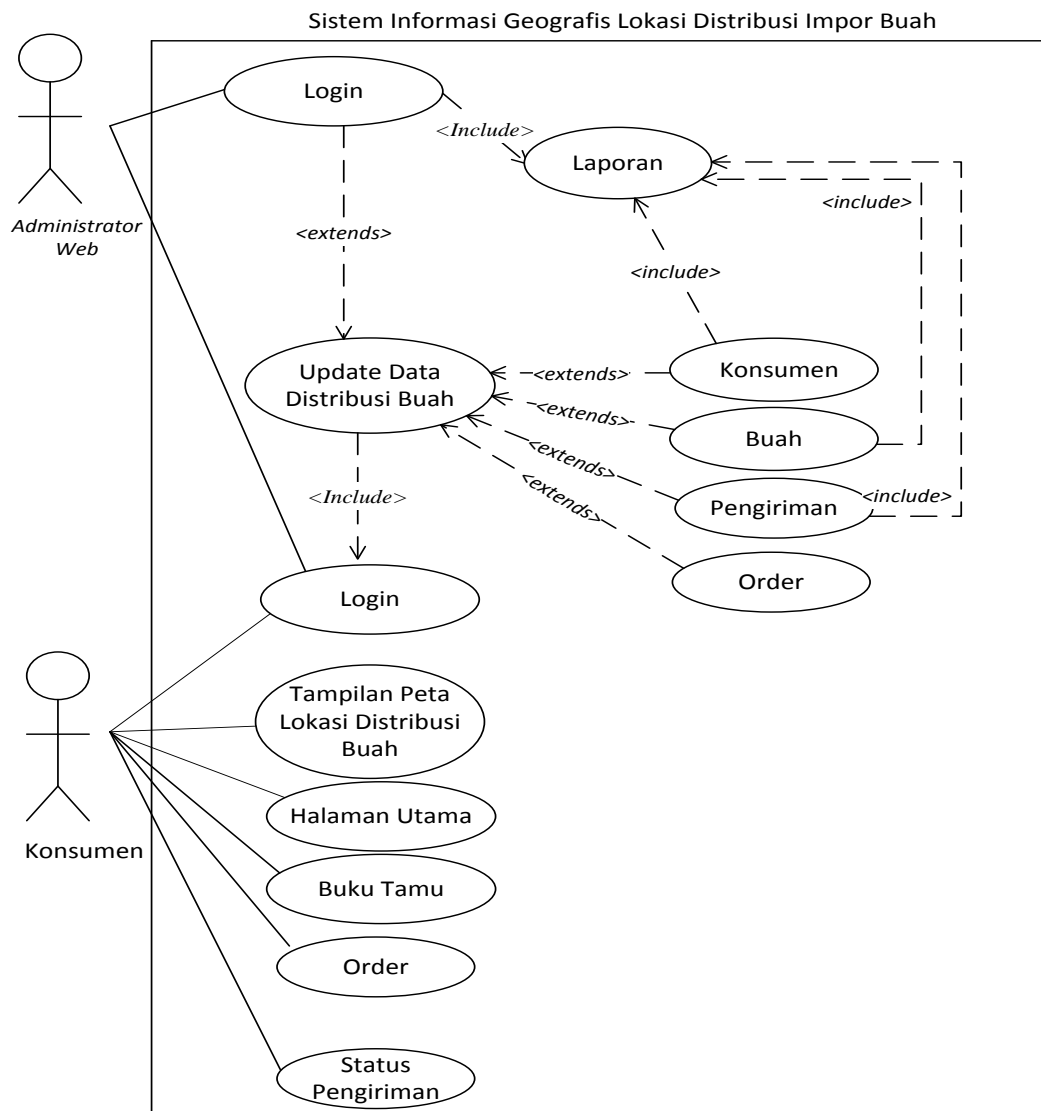 Sistem Informasi Geografis Lokasi Distribusi Impor Buah
Login
<Include>
Laporan
<include>
Administrator
Web
<extends>
<include>
Update Data
Distribusi Buah
<extends>
Konsumen
<extends>
Buah
<extends>
Pengiriman
<include>
<Include>
<extends>
Order
Login
Tampilan Peta
Lokasi Distribusi
Buah
Halaman Utama
Konsumen
Buku Tamu
Order
Status
Pengiriman